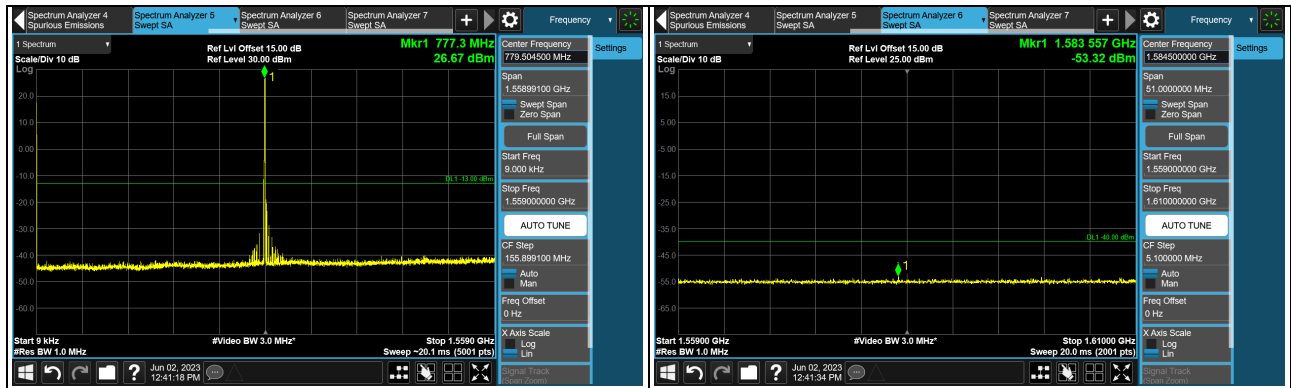 Spectrum Analyzer 4
Spurious Emissions
Spectrum Analyzer 5
Swept SA
Spectrum Analyzer 6
Swept SA
Spectrum Analyzer 7
Swept SA
+
Frequency
1 Spectrum
Scale/Div 10 dB
Log
Ref Lvl Offset 15.00 dB
Ref Level 30.00 dBm
Mkr1 777.3 MHz
26.67 dBm
1
20.0
10.0
0.00
-10.0
-20.0
-30.0
-40.0
-50.0
-60.0
DL1 -13.00 dBm
Start 9 kHz
#Res BW 1.0 MHz
#Video BW 3.0 MHz*
Stop 1.5590 GHz
Sweep ~20.1 ms (5001 pts)
Center Frequency
779.504500 MHz
Settings
Span
1.55899100 GHz
Swept Span
Zero Span
Full Span
Start Freq
9.000 kHz
Stop Freq
1.559000000 GHz
AUTO TUNE
CF Step
155.899100 MHz
Auto
Man
Freq Offset
0 Hz
X Axis Scale
Log
Lin
Signal Track
(Span Zoom)
?
Jun 02, 2023
12:41:18 PM
Spectrum Analyzer 4
Spurious Emissions
Spectrum Analyzer 5
Swept SA
Spectrum Analyzer 6
Swept SA
Spectrum Analyzer 7
Swept SA
+
Frequency
1 Spectrum
Scale/Div 10 dB
Log
Ref Lvl Offset 15.00 dB
Ref Level 25.00 dBm
Mkr1 1.583 557 GHz
-53.32 dBm
15.0
5.00
-5.00
-15.0
-25.0
-35.0
-45.0
-55.0
-65.0
DL1 -40.00 dBm
1
Start 1.55900 GHz
#Res BW 1.0 MHz
#Video BW 3.0 MHz*
Stop 1.61000 GHz
Sweep 20.0 ms (2001 pts)
Center Frequency
1.584500000 GHz
Settings
Span
51.0000000 MHz
Swept Span
Zero Span
Full Span
Start Freq
1.559000000 GHz
Stop Freq
1.610000000 GHz
AUTO TUNE
CF Step
5.100000 MHz
Auto
Man
Freq Offset
0 Hz
X Axis Scale
Log
Lin
Signal Track
(Span Zoom)
?
Jun 02, 2023
12:41:34 PM